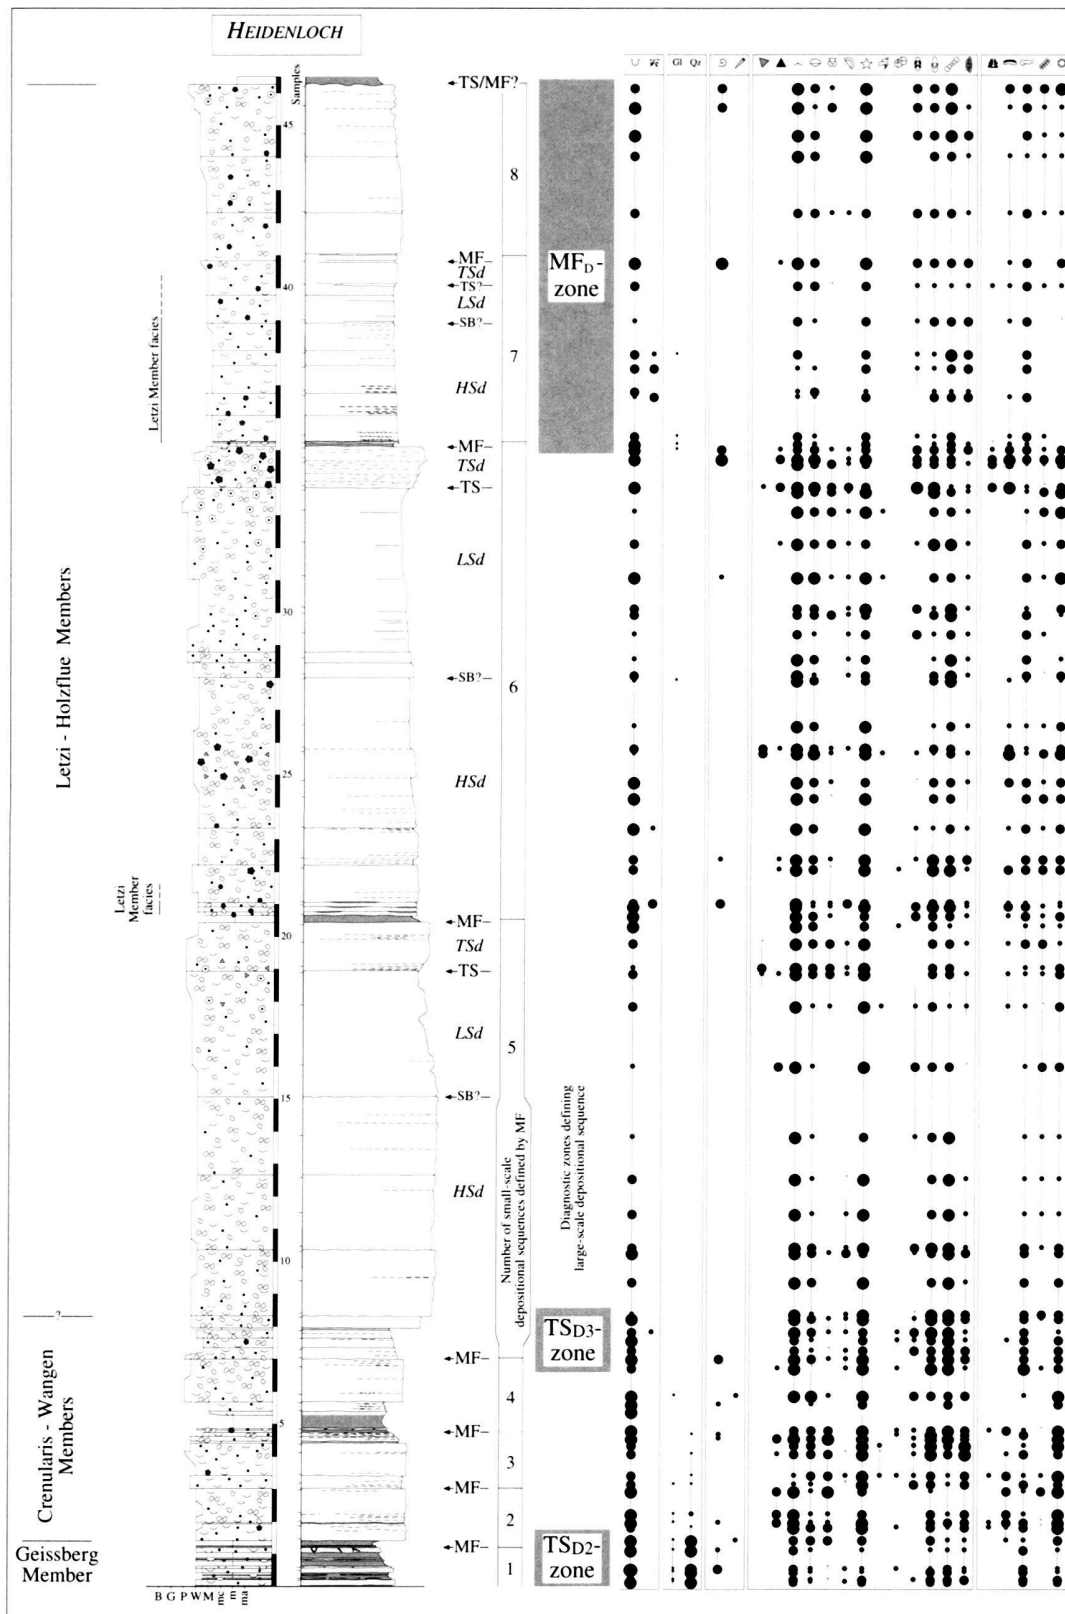 HEIDENLOCH
Samples
Gl Qz
TS/MF?
45
8
MF
TSd
TS?
40
LSd
SB?
MFD-
zone
Letzi Member facies
7
HSd
MF
TSd
TS
LSd
30
Letzi - Holzflue Members
SB?
6
25
HSd
Letzi
Member
facies
MF
20
TSd
TS
LSd
5
SB?
15
Number of small-scale
depositional sequences defined by MF
Diagnostic zones defining
large-scale depositional sequence
HSd
10
?
TSD3-
zone
MF
4
5
MF
Crenularis - Wangen
Members
3
MF
2
MF
TSD2-
zone
Geissberg
Member
1
B G P W M mc m ma